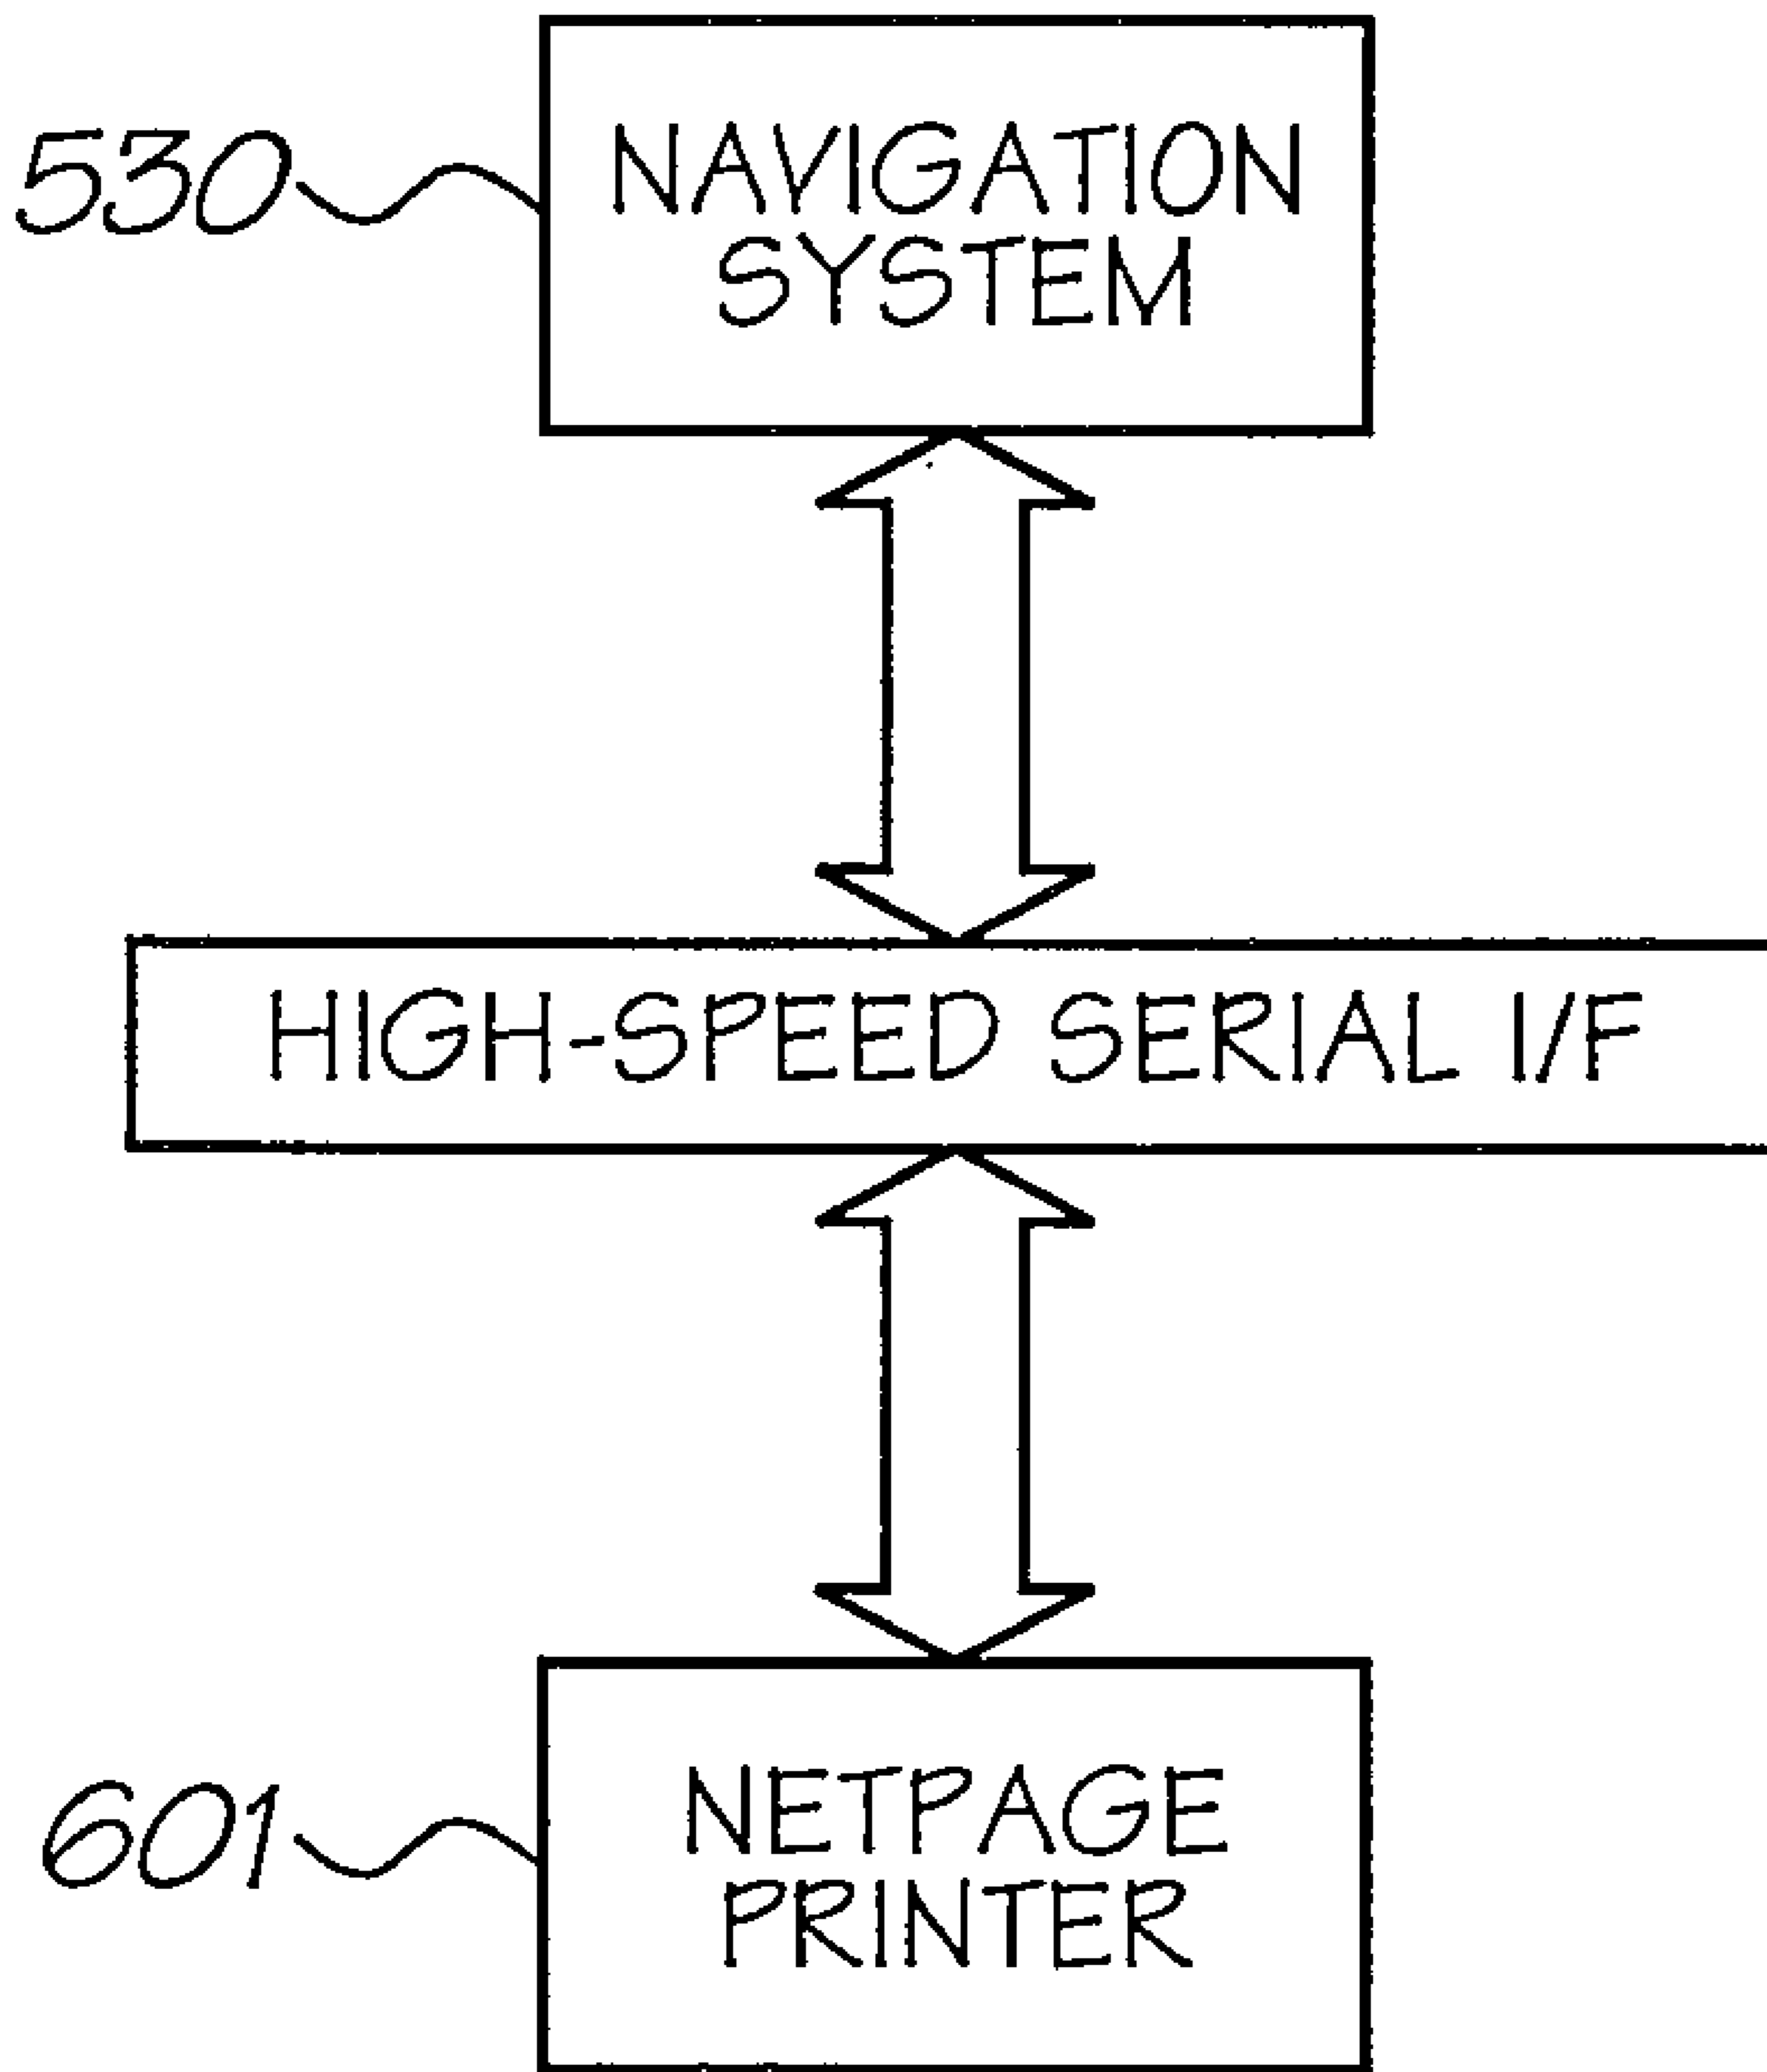 530
NAVIGATION
SYSTEM
HIGH-SPEED SERIAL I/F
601
NETPAGE
PRINTER